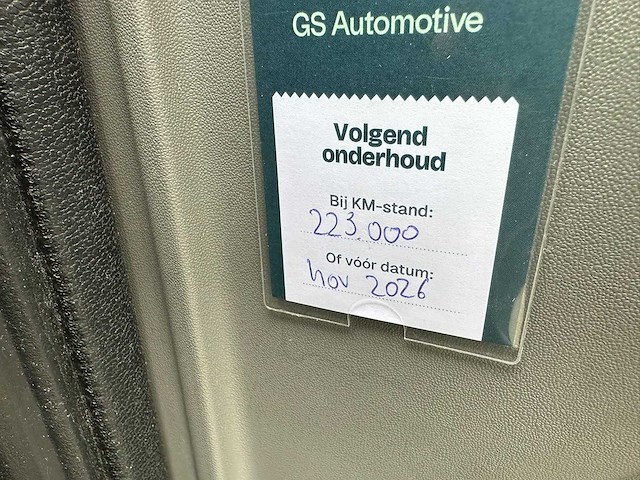 GS Automotive
Volgend
onderhoud
Bij KM-stand:
223.000
Of vóór datum:
nov 2026